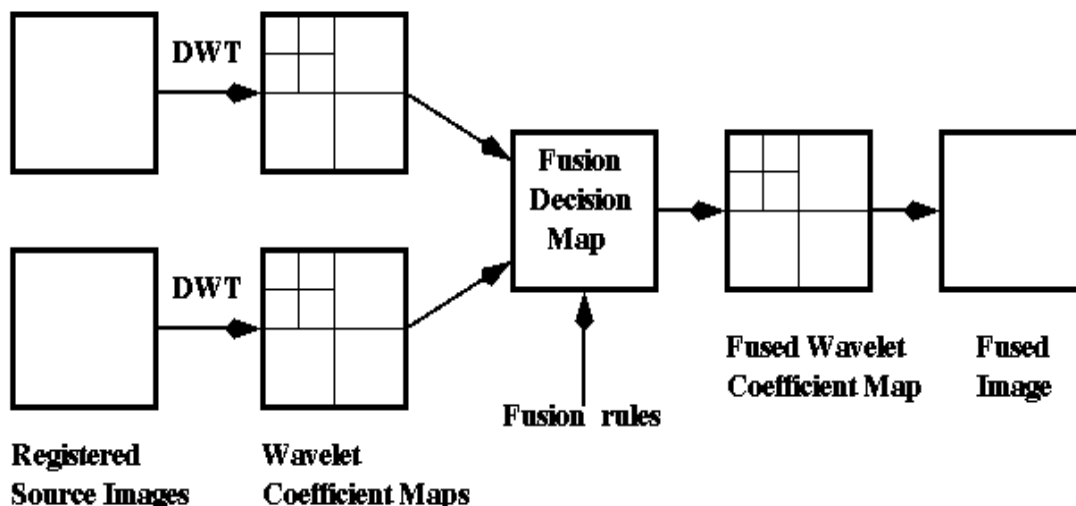 DWT
DWT
Fusion
Decision
Map
Fusion rules
Registered
Source Images
Wavelet
Coefficient Maps
Fused Wavelet
Coefficient Map
Fused
Image